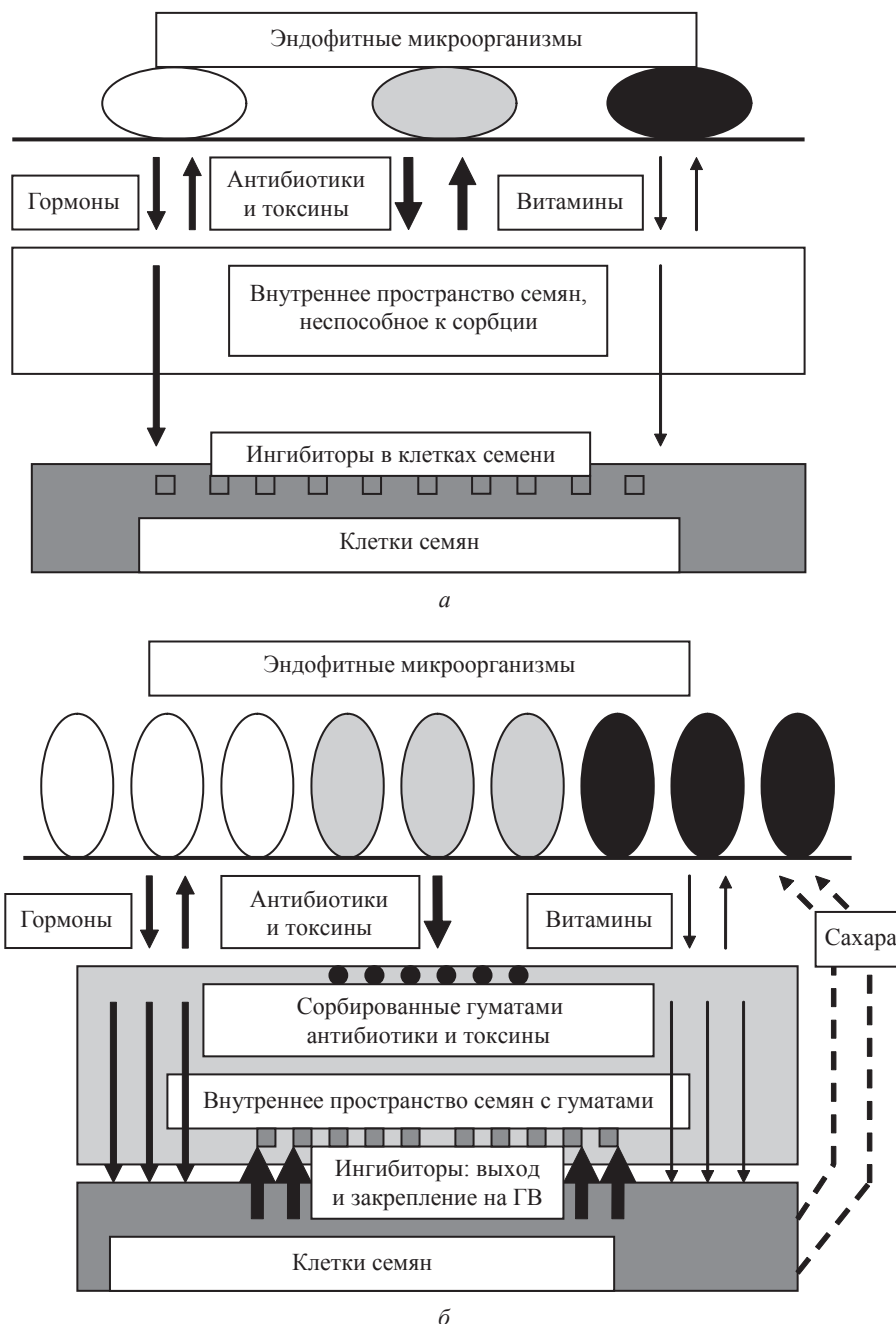 Эндофитные микроорганизмы
Гормоны
Антибиотики
и токсины
Витамины
Внутреннее пространство семян,
неспособное к сорбции
Ингибиторы в клетках семени
Клетки семян
а
Эндофитные микроорганизмы
Гормоны
Антибиотики
и токсины
Витамины
Сахара
Сорбированные гуматами
антибиотики и токсины
Внутреннее пространство семян с гуматами
Ингибиторы: выход
и закрепление на ГВ
Клетки семян
б